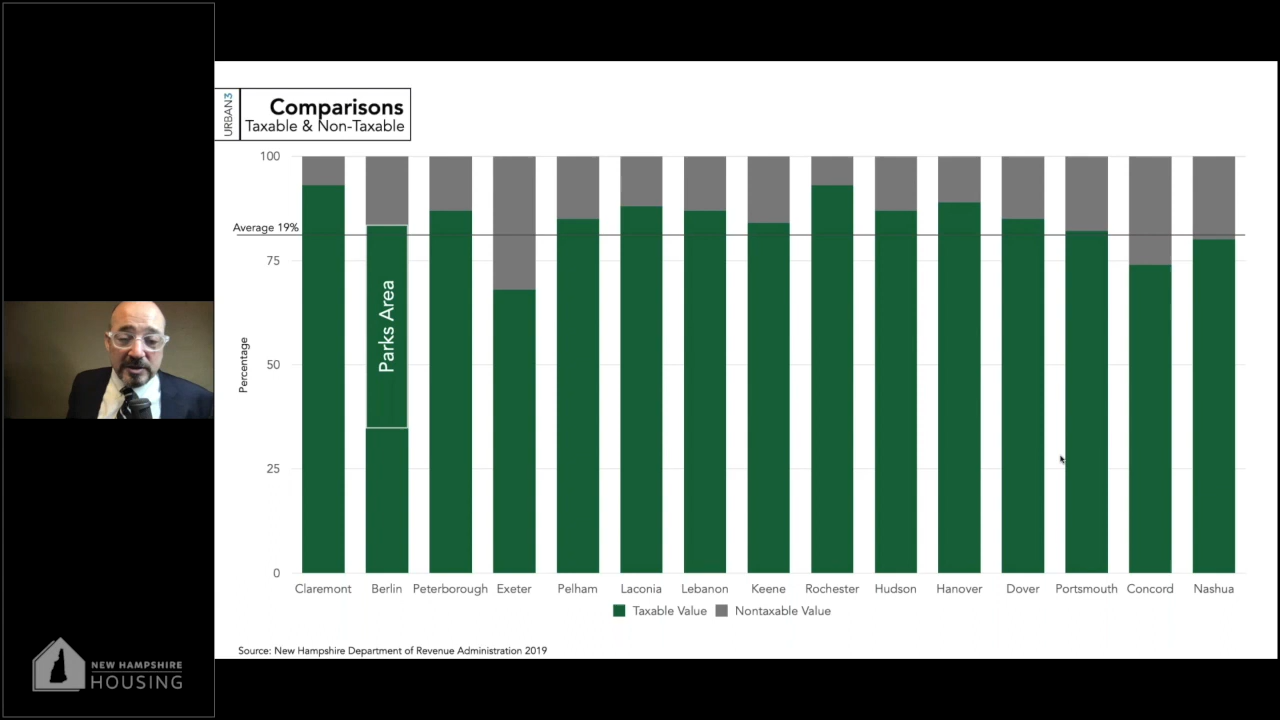 URBAN3
Comparisons
Taxable & Non-Taxable
100
Average 19%
75
50
25
0
Percentage
Parks Area
Claremont Berlin Peterborough Exeter Pelham Laconia Lebanon Keene Rochester Hudson Hanover Dover Portsmouth Concord Nashua
Taxable Value Nontaxable Value
Source: New Hampshire Department of Revenue Administration 2019
NEW HAMPSHIRE
HOUSING